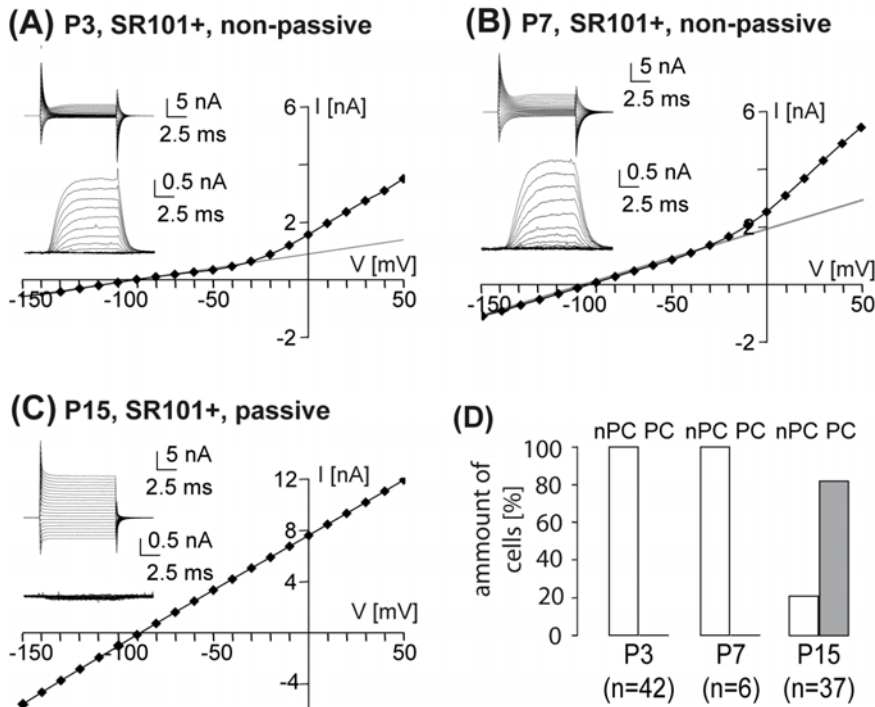 (A) P3, SR101+, non-passive
5 nA
2.5 ms
0.5 nA
2.5 ms
I [nA]
6
2
V [mV]
-150 -100 -50 50
-2
(B) P7, SR101+, non-passive
5 nA
2.5 ms
0.5 nA
2.5 ms
I [nA]
6
2
V [mV]
-150 -100 -50 50
-2
(C) P15, SR101+, passive
5 nA
2.5 ms
0.5 nA
2.5 ms
I [nA]
12
8
4
V [mV]
-150 -100 -50 50
-4
(D)
nPC PC nPC PC nPC PC
ammount of
cells [%]
100
80
60
40
20
0
P3 P7 P15
(n=42) (n=6) (n=37)